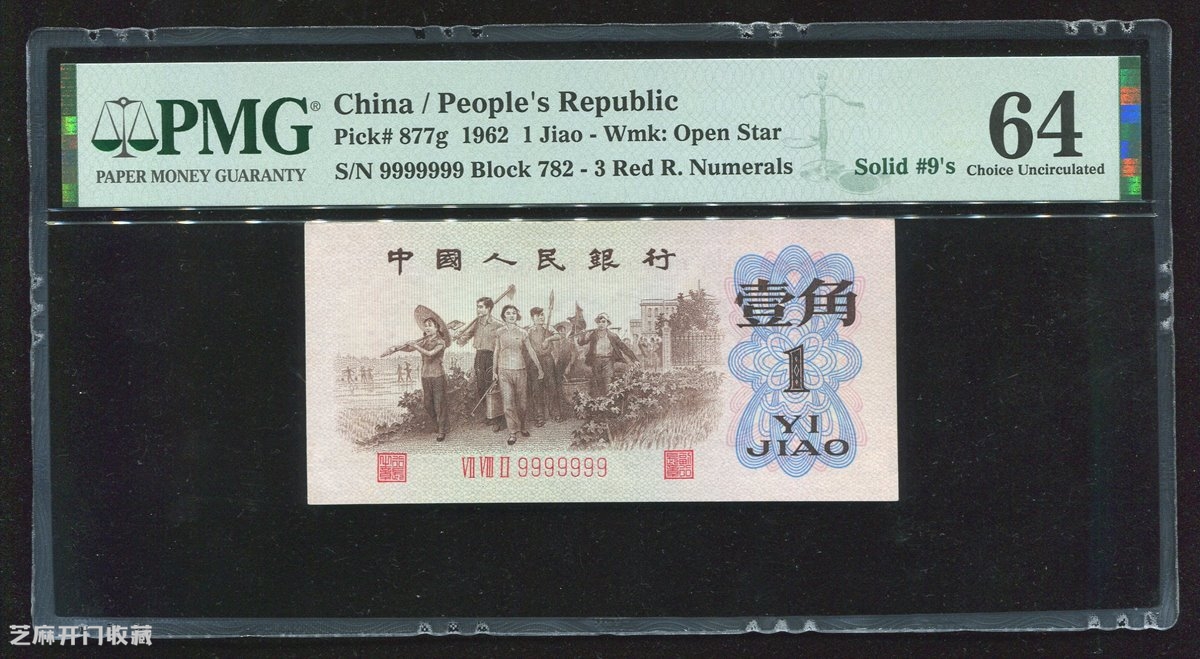 PMG®
PAPER MONEY GUARANTY
China / People's Republic
Pick# 877g 1962 1 Jiao - Wmk: Open Star
S/N 9999999 Block 782 - 3 Red R. Numerals
Solid #9's
64
Choice Uncirculated
中國人民銀行
壹角
1
YI
JIAO
VII VIII II 9999999
芝麻开门收藏